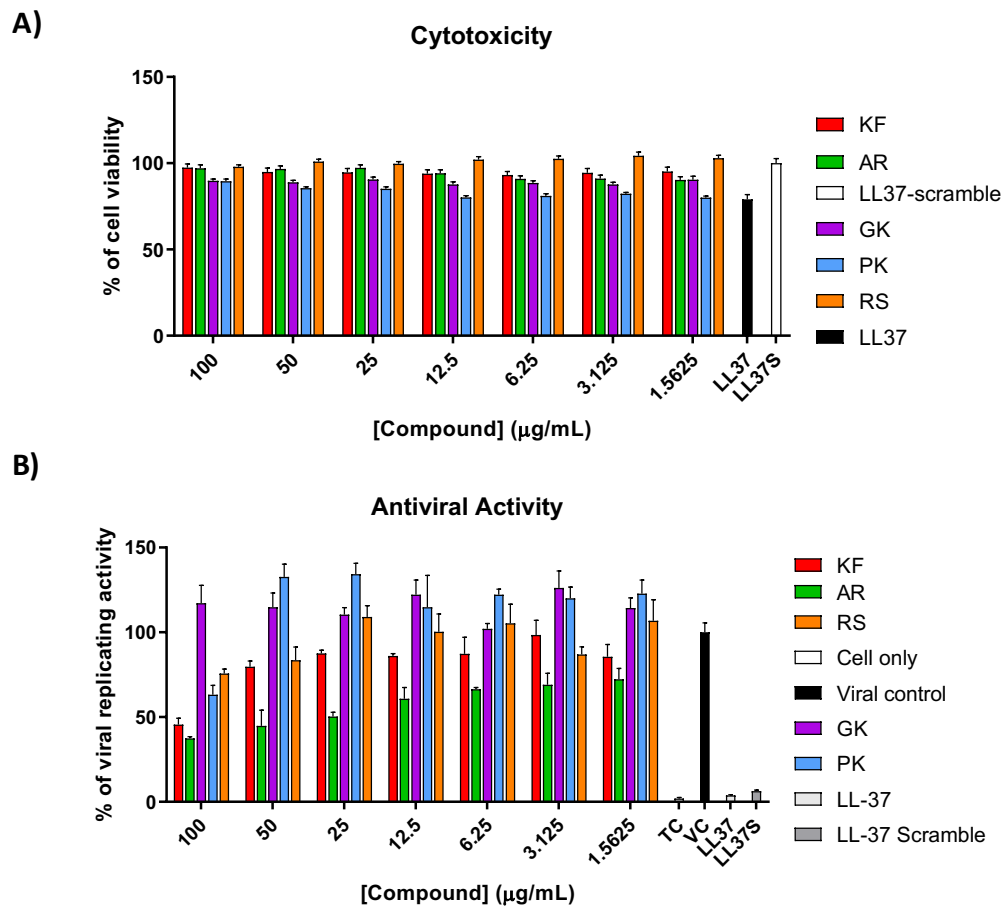 A)
Cytotoxicity
% of cell viability
150
100
50
0
100
50
25
12.5
6.25
3.125
1.5625
LL37
LL37S
[Compound] (μg/mL)
KF
AR
LL37-scramble
GK
PK
RS
LL37
B)
Antiviral Activity
% of viral replicating activity
150
100
50
0
100
50
25
12.5
6.25
3.125
1.5625
TC
VC
LL37
LL37S
[Compound] (μg/mL)
KF
AR
RS
Cell only
Viral control
GK
PK
LL-37
LL-37 Scramble